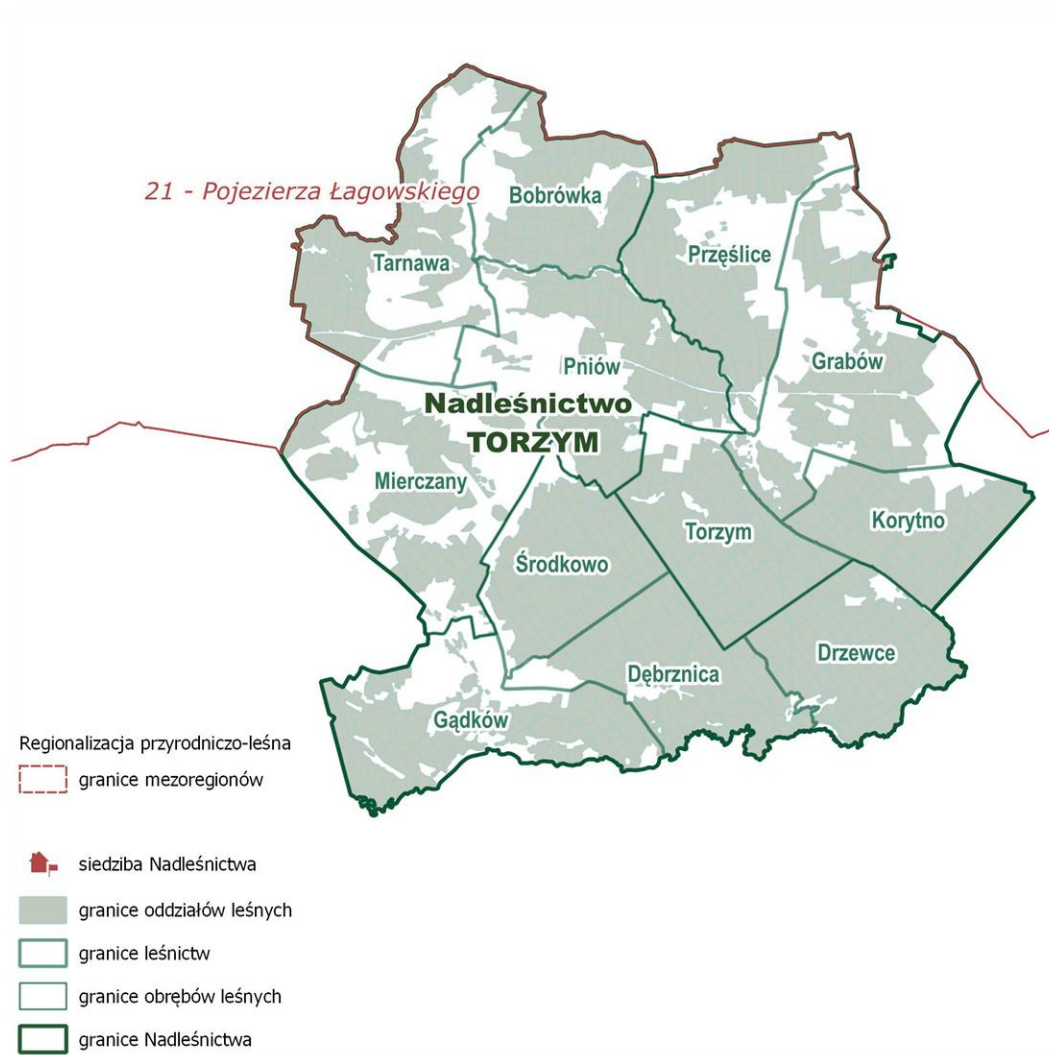 21 - Pojezierza Łagowskiego
Bobrówka
Przęślice
Tarnawa
Pniów
Grabów
Nadleśnictwo
TORZYM
Mierczany
Korytno
Torzym
Środkowo
Drzewce
Dębrznica
Gądków
Regionalizacja przyrodniczo-leśna
granice mezoregionów
siedziba Nadleśnictwa
granice oddziałów leśnych
granice leśnictw
granice obrębów leśnych
granice Nadleśnictwa